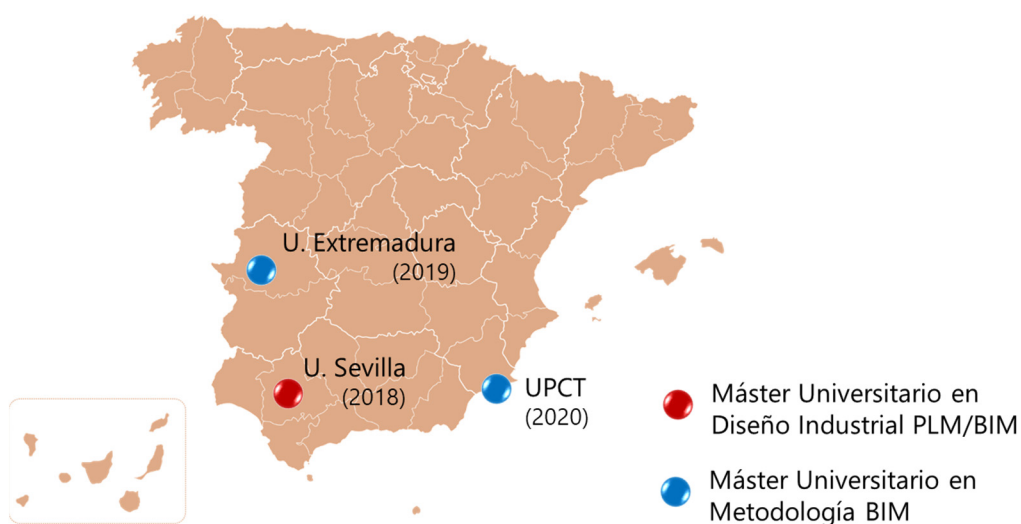 U. Extremadura
(2019)
U. Sevilla
(2018)
UPCT
(2020)
Máster Universitario en
Diseño Industrial PLM/BIM
Máster Universitario en
Metodología BIM